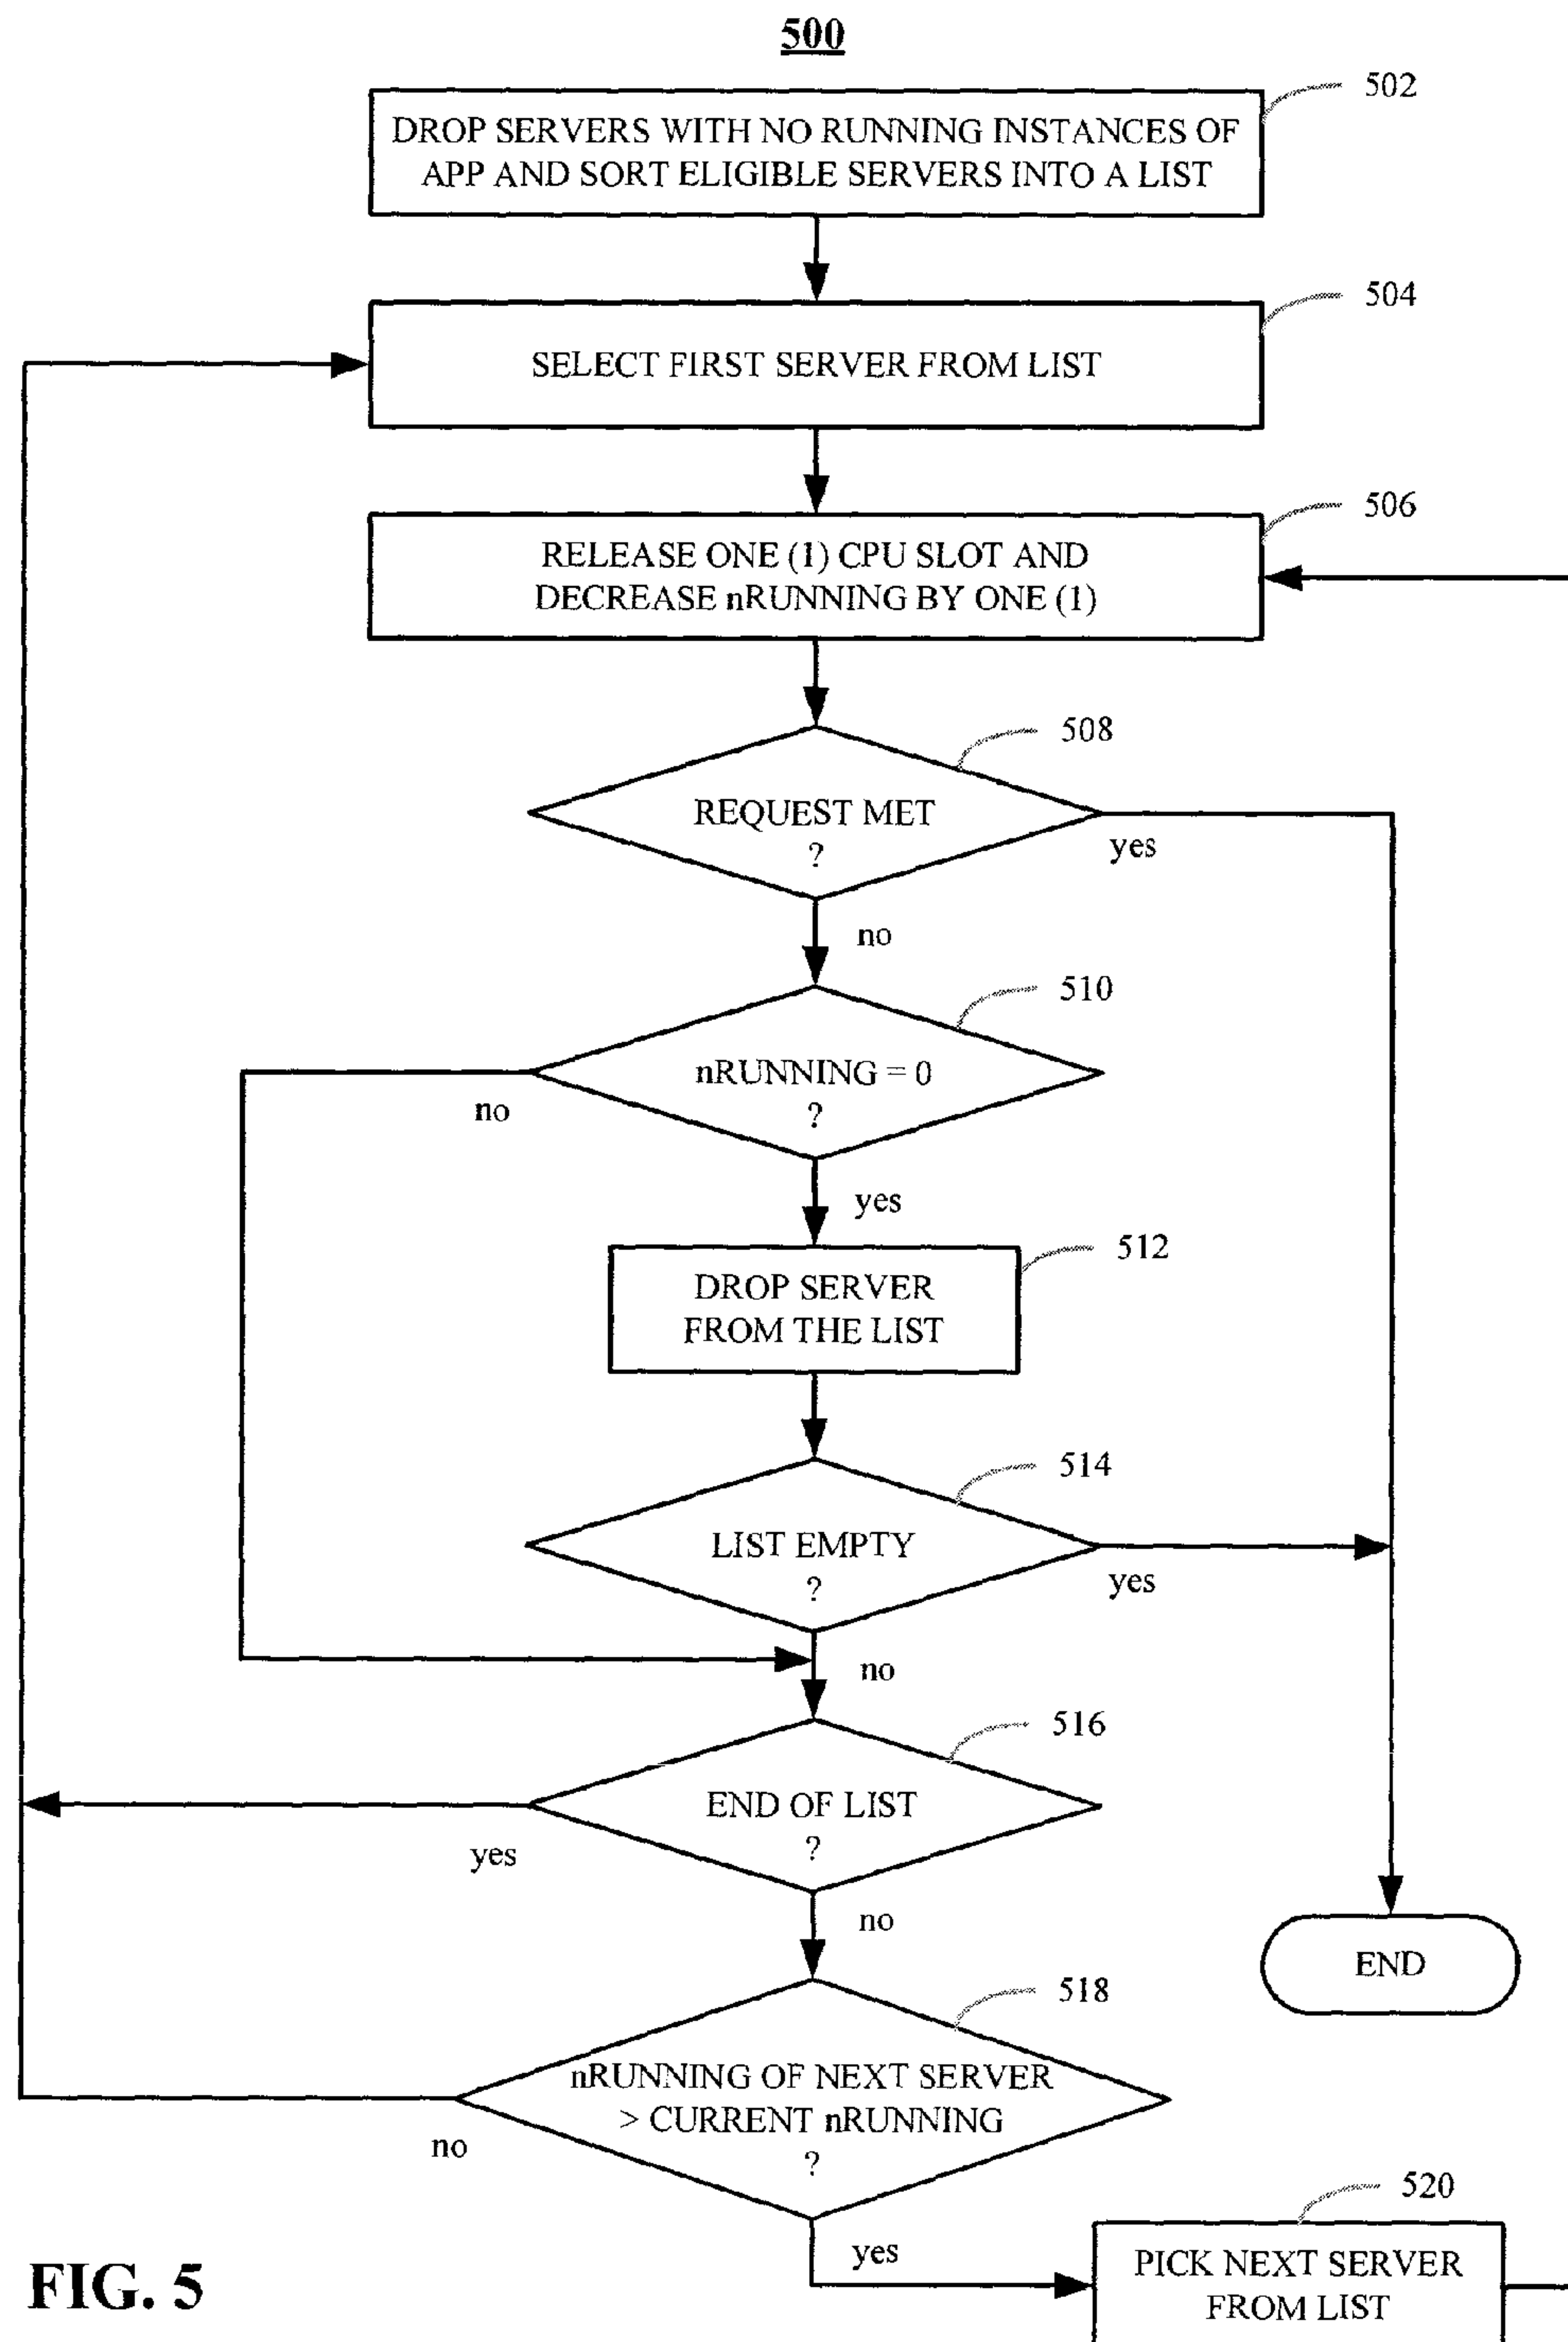 500
502
DROP SERVERS WITH NO RUNNING INSTANCES OF
APP AND SORT ELIGIBLE SERVERS INTO A LIST
504
SELECT FIRST SERVER FROM LIST
506
RELEASE ONE (1) CPU SLOT AND
DECREASE nRUNNING BY ONE (1)
508
REQUEST MET
?
yes
no
510
nRUNNING = 0
?
no
yes
512
DROP SERVER
FROM THE LIST
514
LIST EMPTY
?
yes
no
516
END OF LIST
?
yes
no
END
518
nRUNNING OF NEXT SERVER
> CURRENT nRUNNING
?
no
yes
520
PICK NEXT SERVER
FROM LIST
FIG. 5